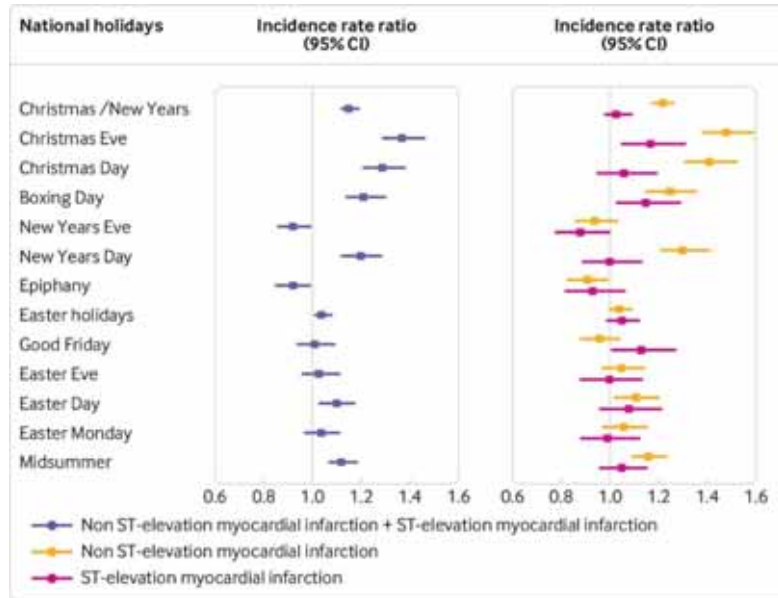 National holidays
Incidence rate ratio
(95% CI)
Incidence rate ratio
(95% CI)
Christmas /New Years
Christmas Eve
Christmas Day
Boxing Day
New Years Eve
New Years Day
Epiphany
Easter holidays
Good Friday
Easter Eve
Easter Day
Easter Monday
Midsummer
0.6 0.8 1.0 1.2 1.4 1.6
0.6 0.8 1.0 1.2 1.4 1.6
Non ST-elevation myocardial infarction + ST-elevation myocardial infarction
Non ST-elevation myocardial infarction
ST-elevation myocardial infarction